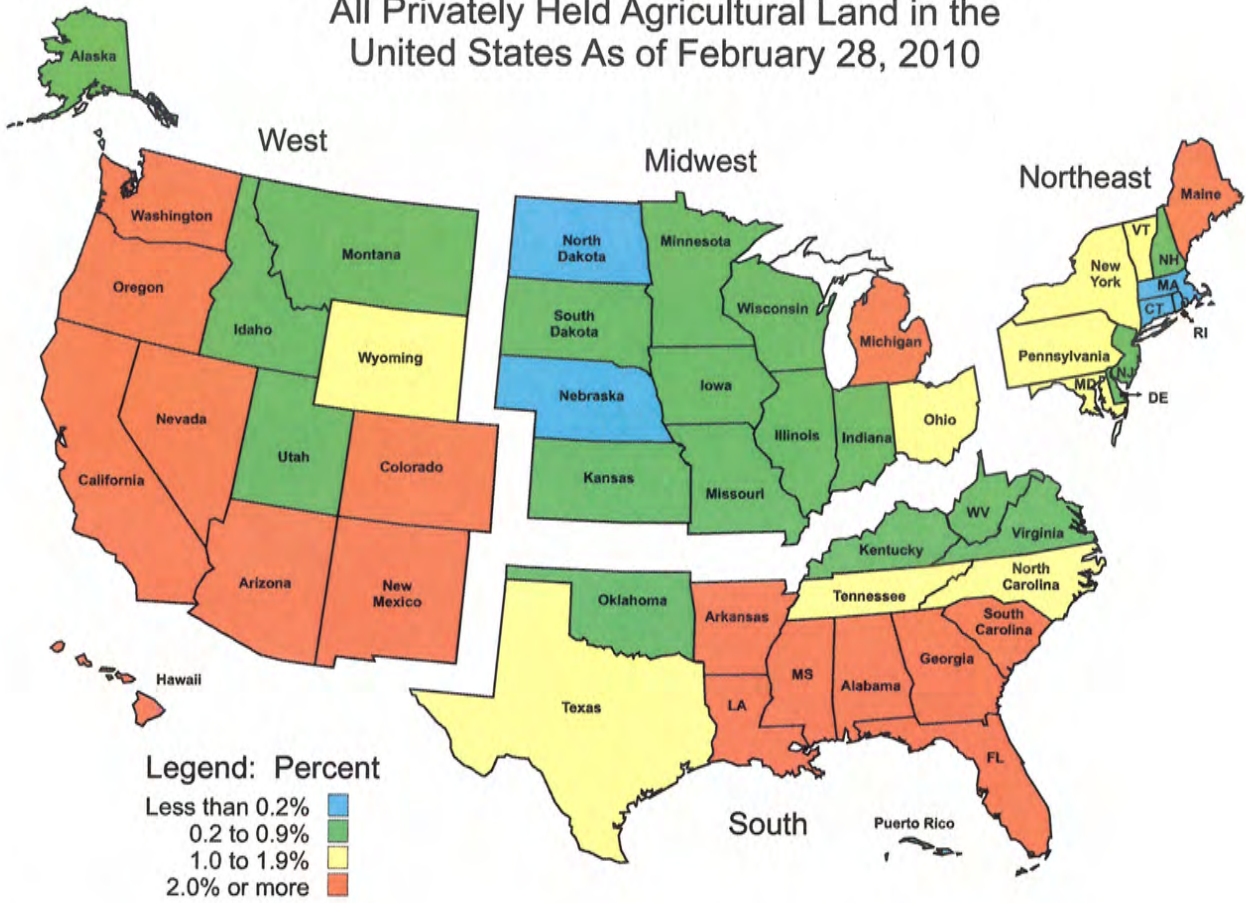 All Privately Held Agricultural Land in the
United States As of February 28, 2010
Alaska
West
Midwest
Northeast
Washington
Oregon
Idaho
Montana
Wyoming
California
Nevada
Utah
Colorado
Arizona
New
Mexico
Hawaii
North
Dakota
South
Dakota
Nebraska
Kansas
Minnesota
Wisconsin
Iowa
Illinois
Indiana
Missouri
Michigan
Ohio
Maine
VT
NH
New
York
MA
CT
RI
Pennsylvania
NJ
MD
DE
WV
Virginia
Kentucky
Tennessee
North
Carolina
South
Carolina
Oklahoma
Arkansas
Texas
LA
MS
Alabama
Georgia
FL
South
Puerto Rico
Legend: Percent
Less than 0.2%
0.2 to 0.9%
1.0 to 1.9%
2.0% or more